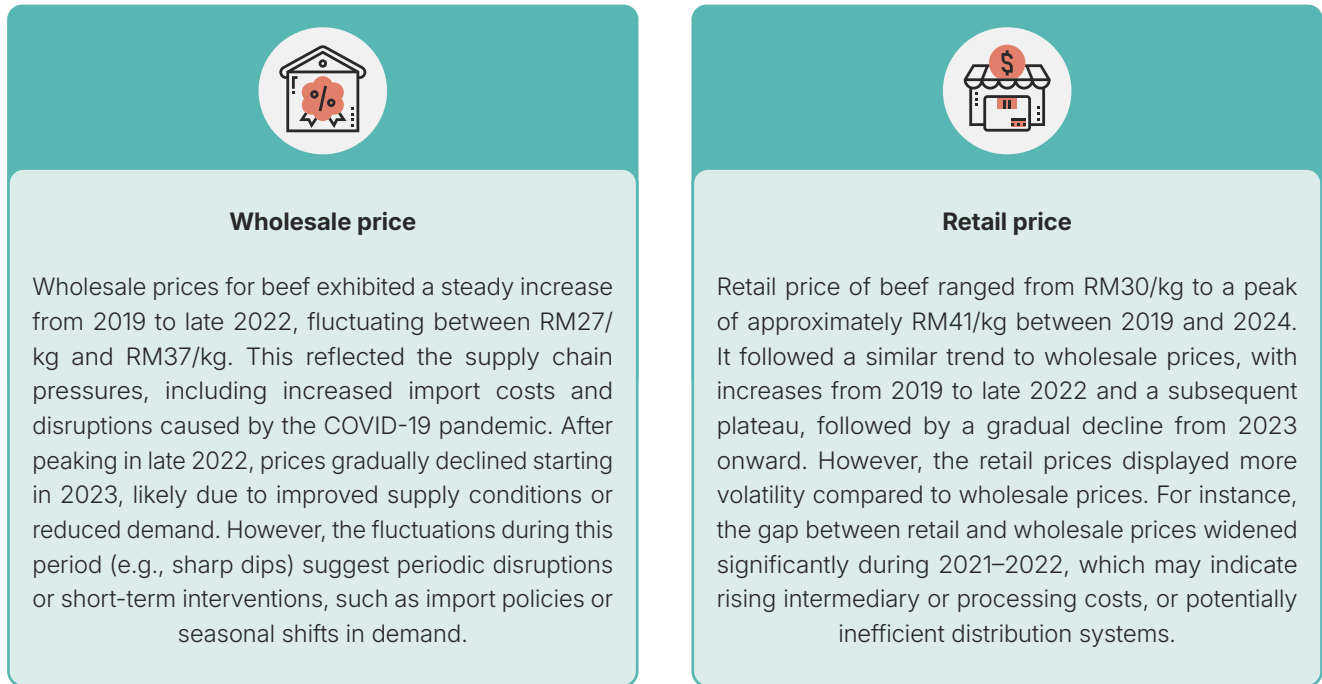 %
Wholesale price
Wholesale prices for beef exhibited a steady increase
from 2019 to late 2022, fluctuating between RM27/
kg and RM37/kg. This reflected the supply chain
pressures, including increased import costs and
disruptions caused by the COVID-19 pandemic. After
peaking in late 2022, prices gradually declined starting
in 2023, likely due to improved supply conditions or
reduced demand. However, the fluctuations during this
period (e.g., sharp dips) suggest periodic disruptions
or short-term interventions, such as import policies or
seasonal shifts in demand.
$
Retail price
Retail price of beef ranged from RM30/kg to a peak
of approximately RM41/kg between 2019 and 2024.
It followed a similar trend to wholesale prices, with
increases from 2019 to late 2022 and a subsequent
plateau, followed by a gradual decline from 2023
onward. However, the retail prices displayed more
volatility compared to wholesale prices. For instance,
the gap between retail and wholesale prices widened
significantly during 2021–2022, which may indicate
rising intermediary or processing costs, or potentially
inefficient distribution systems.